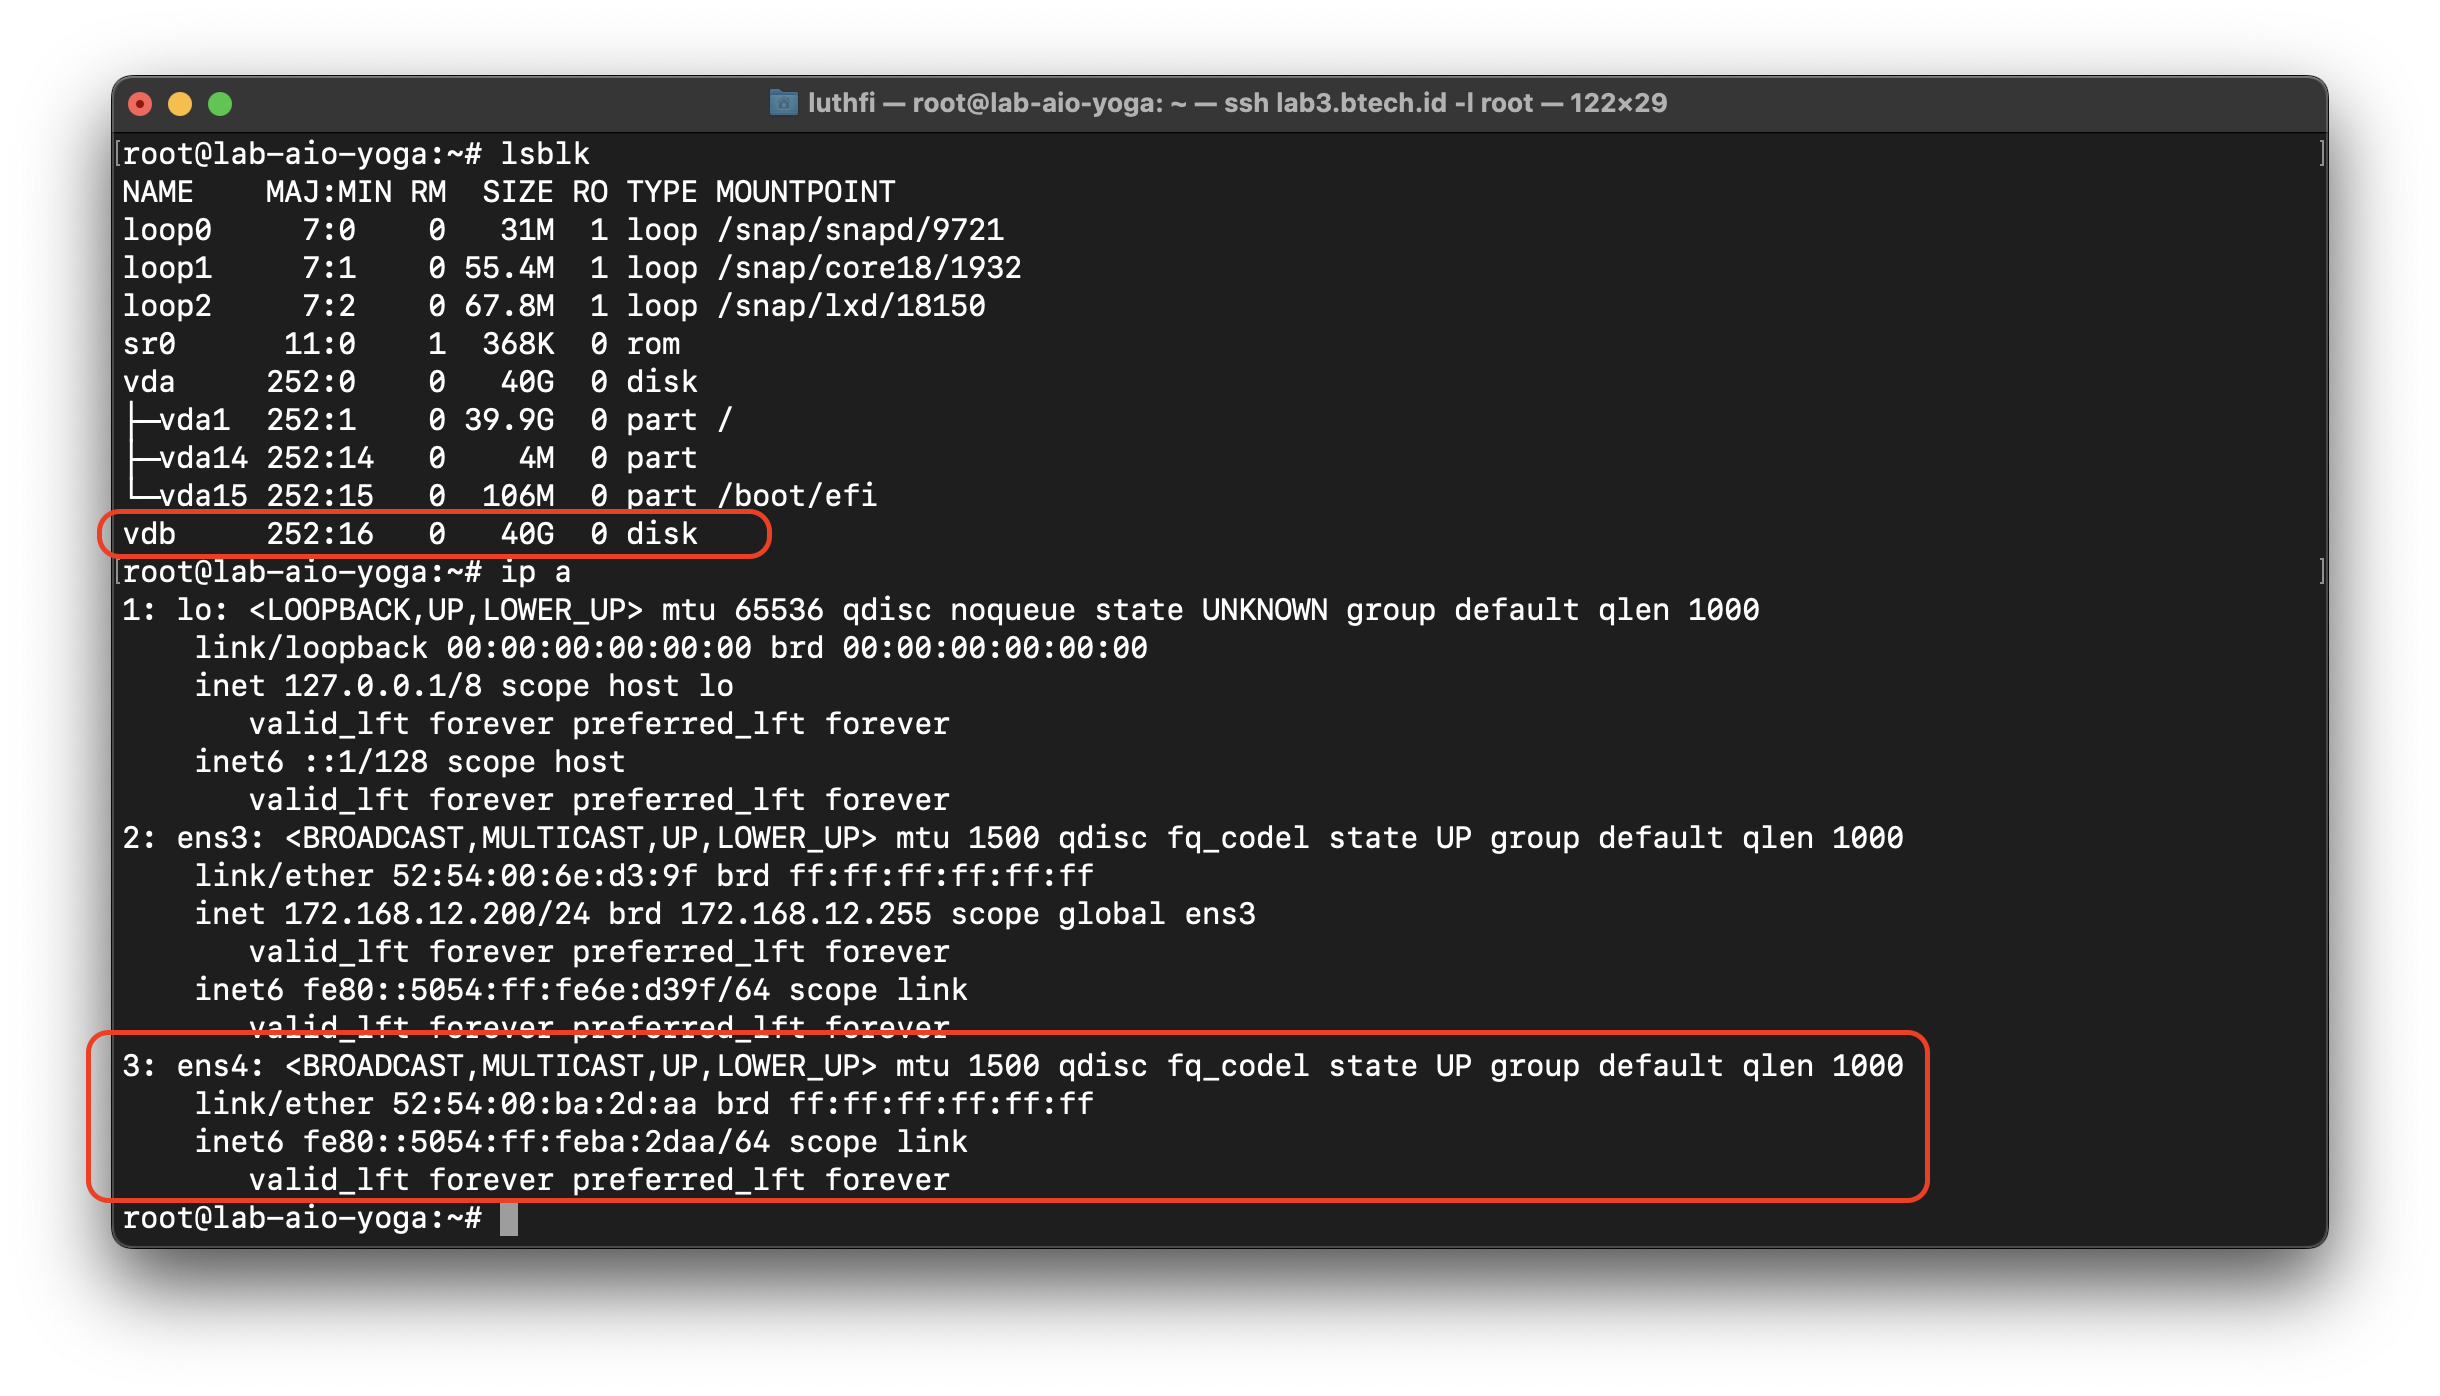 luthfi — root@lab-aio-yoga: ~ — ssh lab3.btech.id -l root — 122×29
root@lab-aio-yoga:~# lsblk
NAME    MAJ:MIN RM  SIZE RO TYPE MOUNTPOINT
loop0     7:0    0   31M  1 loop /snap/snapd/9721
loop1     7:1    0 55.4M  1 loop /snap/core18/1932
loop2     7:2    0 67.8M  1 loop /snap/lxd/18150
sr0      11:0    1  368K  0 rom
vda     252:0    0   40G  0 disk
├─vda1  252:1    0 39.9G  0 part /
├─vda14 252:14   0    4M  0 part
└─vda15 252:15   0  106M  0 part /boot/efi
vdb     252:16   0   40G  0 disk
root@lab-aio-yoga:~# ip a
1: lo: <LOOPBACK,UP,LOWER_UP> mtu 65536 qdisc noqueue state UNKNOWN group default qlen 1000
    link/loopback 00:00:00:00:00:00 brd 00:00:00:00:00:00
    inet 127.0.0.1/8 scope host lo
       valid_lft forever preferred_lft forever
    inet6 ::1/128 scope host
       valid_lft forever preferred_lft forever
2: ens3: <BROADCAST,MULTICAST,UP,LOWER_UP> mtu 1500 qdisc fq_codel state UP group default qlen 1000
    link/ether 52:54:00:6e:d3:9f brd ff:ff:ff:ff:ff:ff
    inet 172.168.12.200/24 brd 172.168.12.255 scope global ens3
       valid_lft forever preferred_lft forever
    inet6 fe80::5054:ff:fe6e:d39f/64 scope link
       valid_lft forever preferred_lft forever
3: ens4: <BROADCAST,MULTICAST,UP,LOWER_UP> mtu 1500 qdisc fq_codel state UP group default qlen 1000
    link/ether 52:54:00:ba:2d:aa brd ff:ff:ff:ff:ff:ff
    inet6 fe80::5054:ff:feba:2daa/64 scope link
       valid_lft forever preferred_lft forever
root@lab-aio-yoga:~#